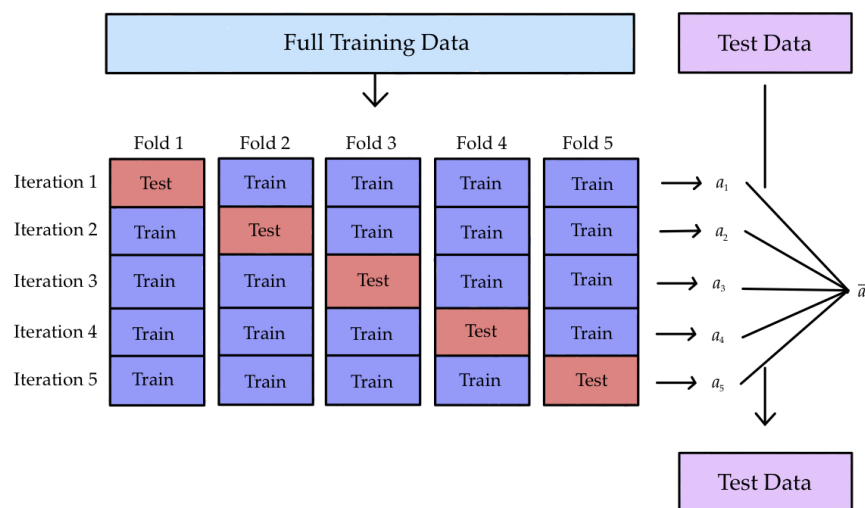 Full Training Data
Test Data
Fold 1 Fold 2 Fold 3 Fold 4 Fold 5
Iteration 1 Test Train Train Train Train a₁
Iteration 2 Train Test Train Train Train a₂
Iteration 3 Train Train Test Train Train a₃ a̅
Iteration 4 Train Train Train Test Train a₄
Iteration 5 Train Train Train Train Test a₅
Test Data